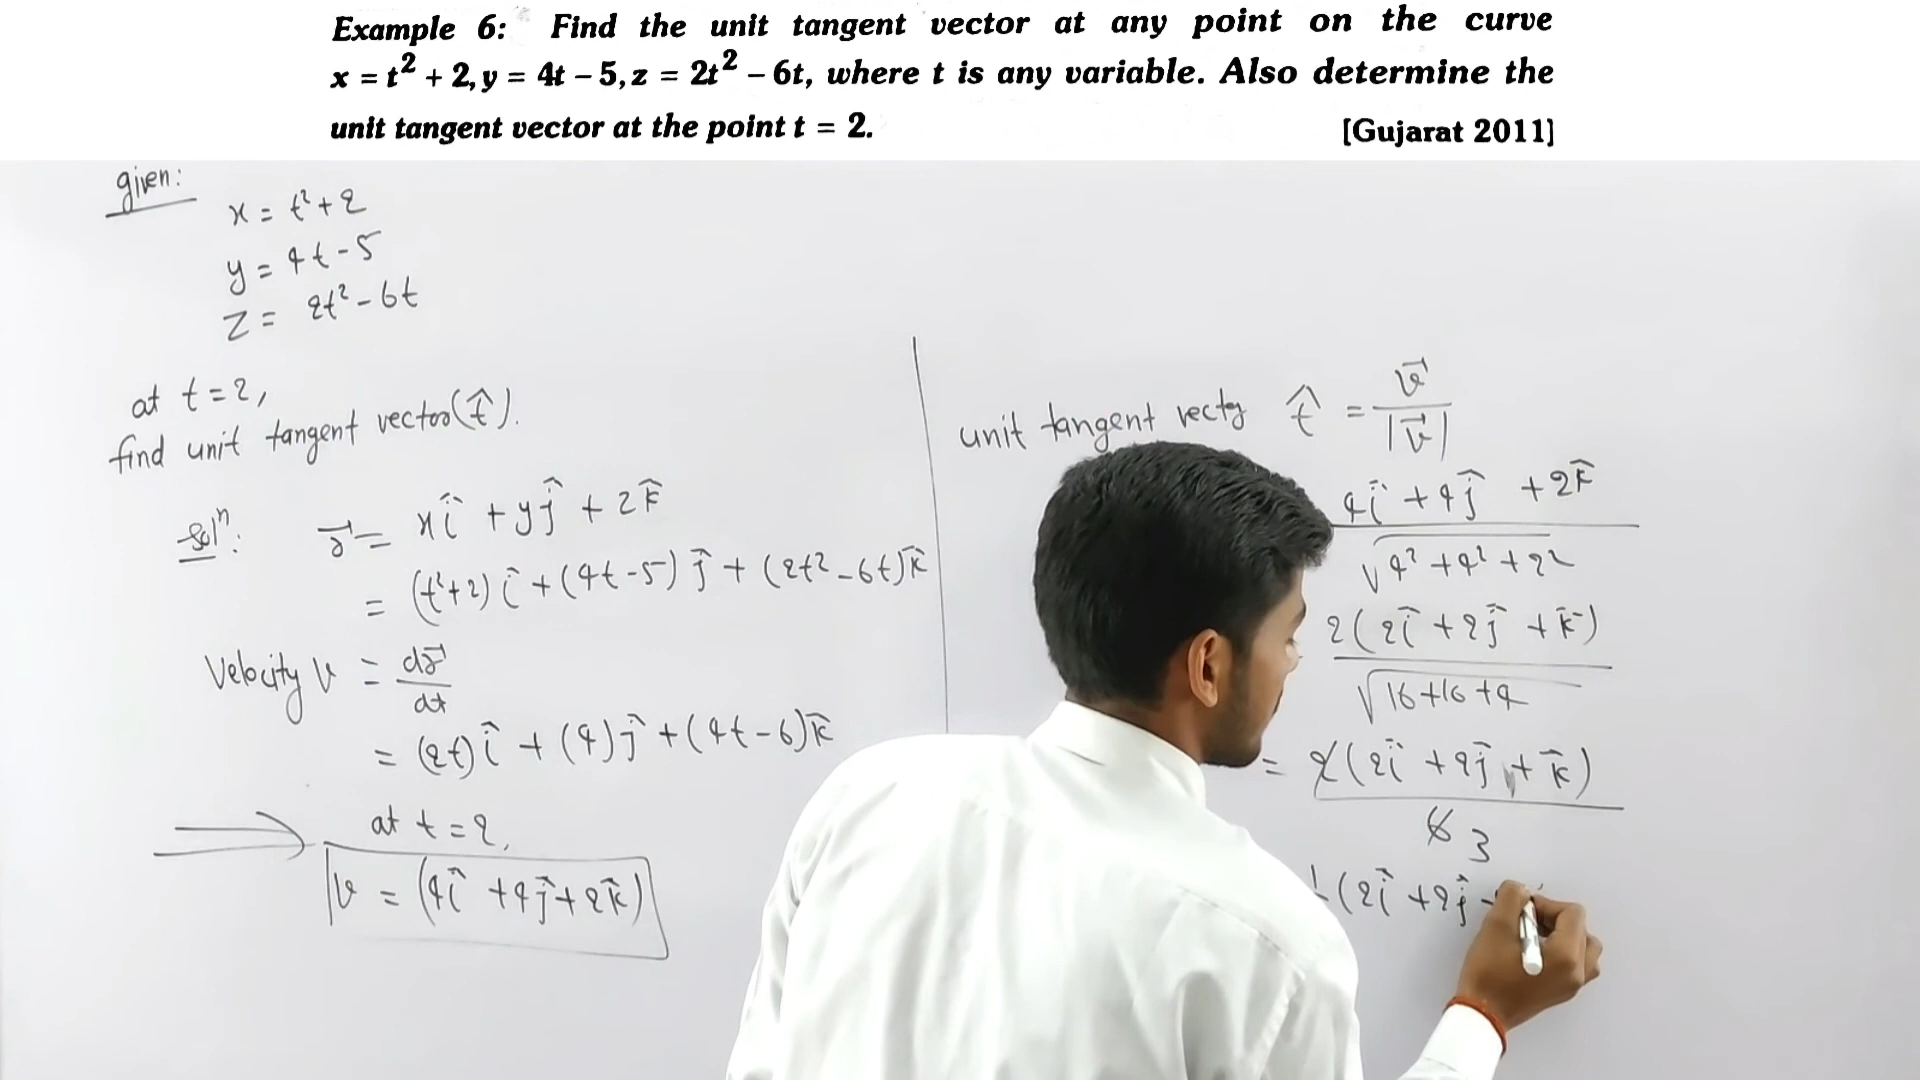 Example 6: Find the unit tangent vector at any point on the curve
x = t² + 2, y = 4t − 5, z = 2t² − 6t, where t is any variable. Also determine the
unit tangent vector at the point t = 2. [Gujarat 2011]
given:
x = t² + 2
y = 4t - 5
z = 2t² - 6t
at t = 2,
find unit tangent vector (t̂).
solⁿ: r⃗ = xî + yĵ + zk̂
= (t²+2)î + (4t-5)ĵ + (2t²-6t)k̂
Velocity v = dr⃗/dt
= (2t)î + (4)ĵ + (4t-6)k̂
at t = 2,
v = (4î + 4ĵ + 2k̂)
unit tangent vector t̂ = v⃗/|v⃗|
4î + 4ĵ + 2k̂
√4² + 4² + 2²
2(2î + 2ĵ + k̂)
√16+16+4
= 2(2î + 2ĵ + k̂)
6 3
(2î + 2ĵ